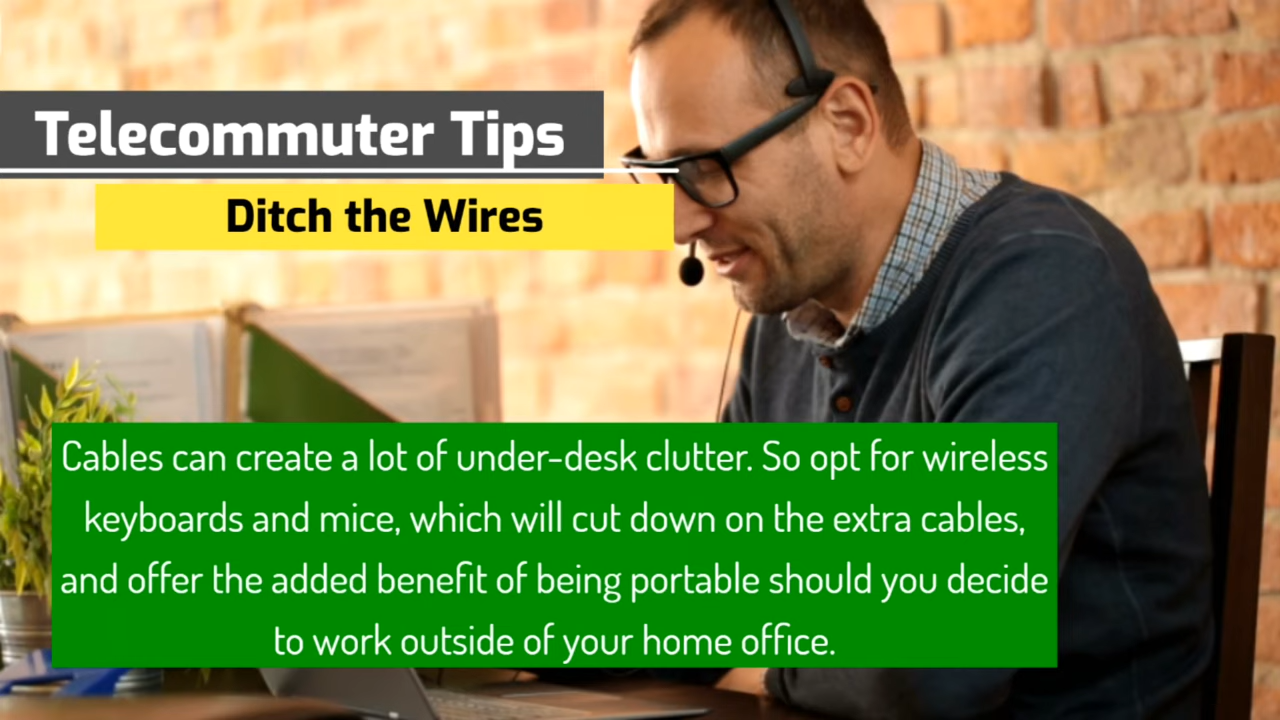 Telecommuter Tips
Ditch the Wires
Cables can create a lot of under-desk clutter. So opt for wireless
keyboards and mice, which will cut down on the extra cables,
and offer the added benefit of being portable should you decide
to work outside of your home office.